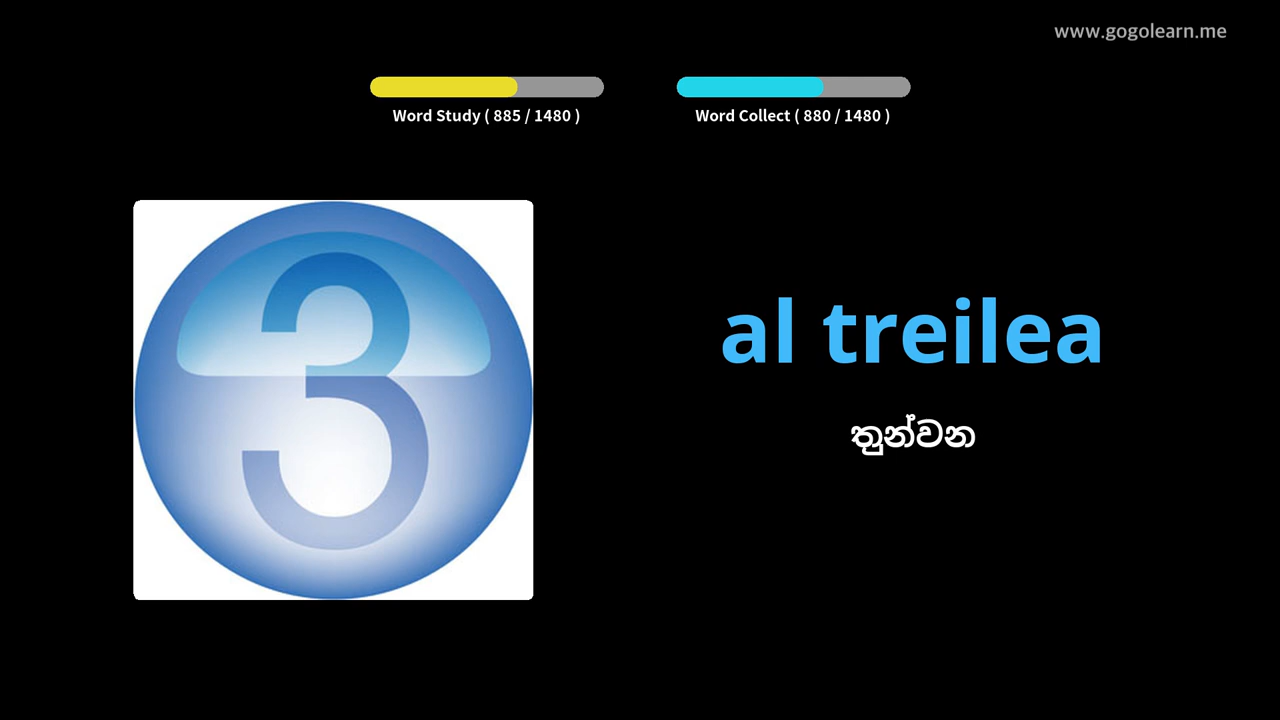 www.gogolearn.me
Word Study ( 885 / 1480 )
Word Collect ( 880 / 1480 )
3
al treilea
තුන්වන